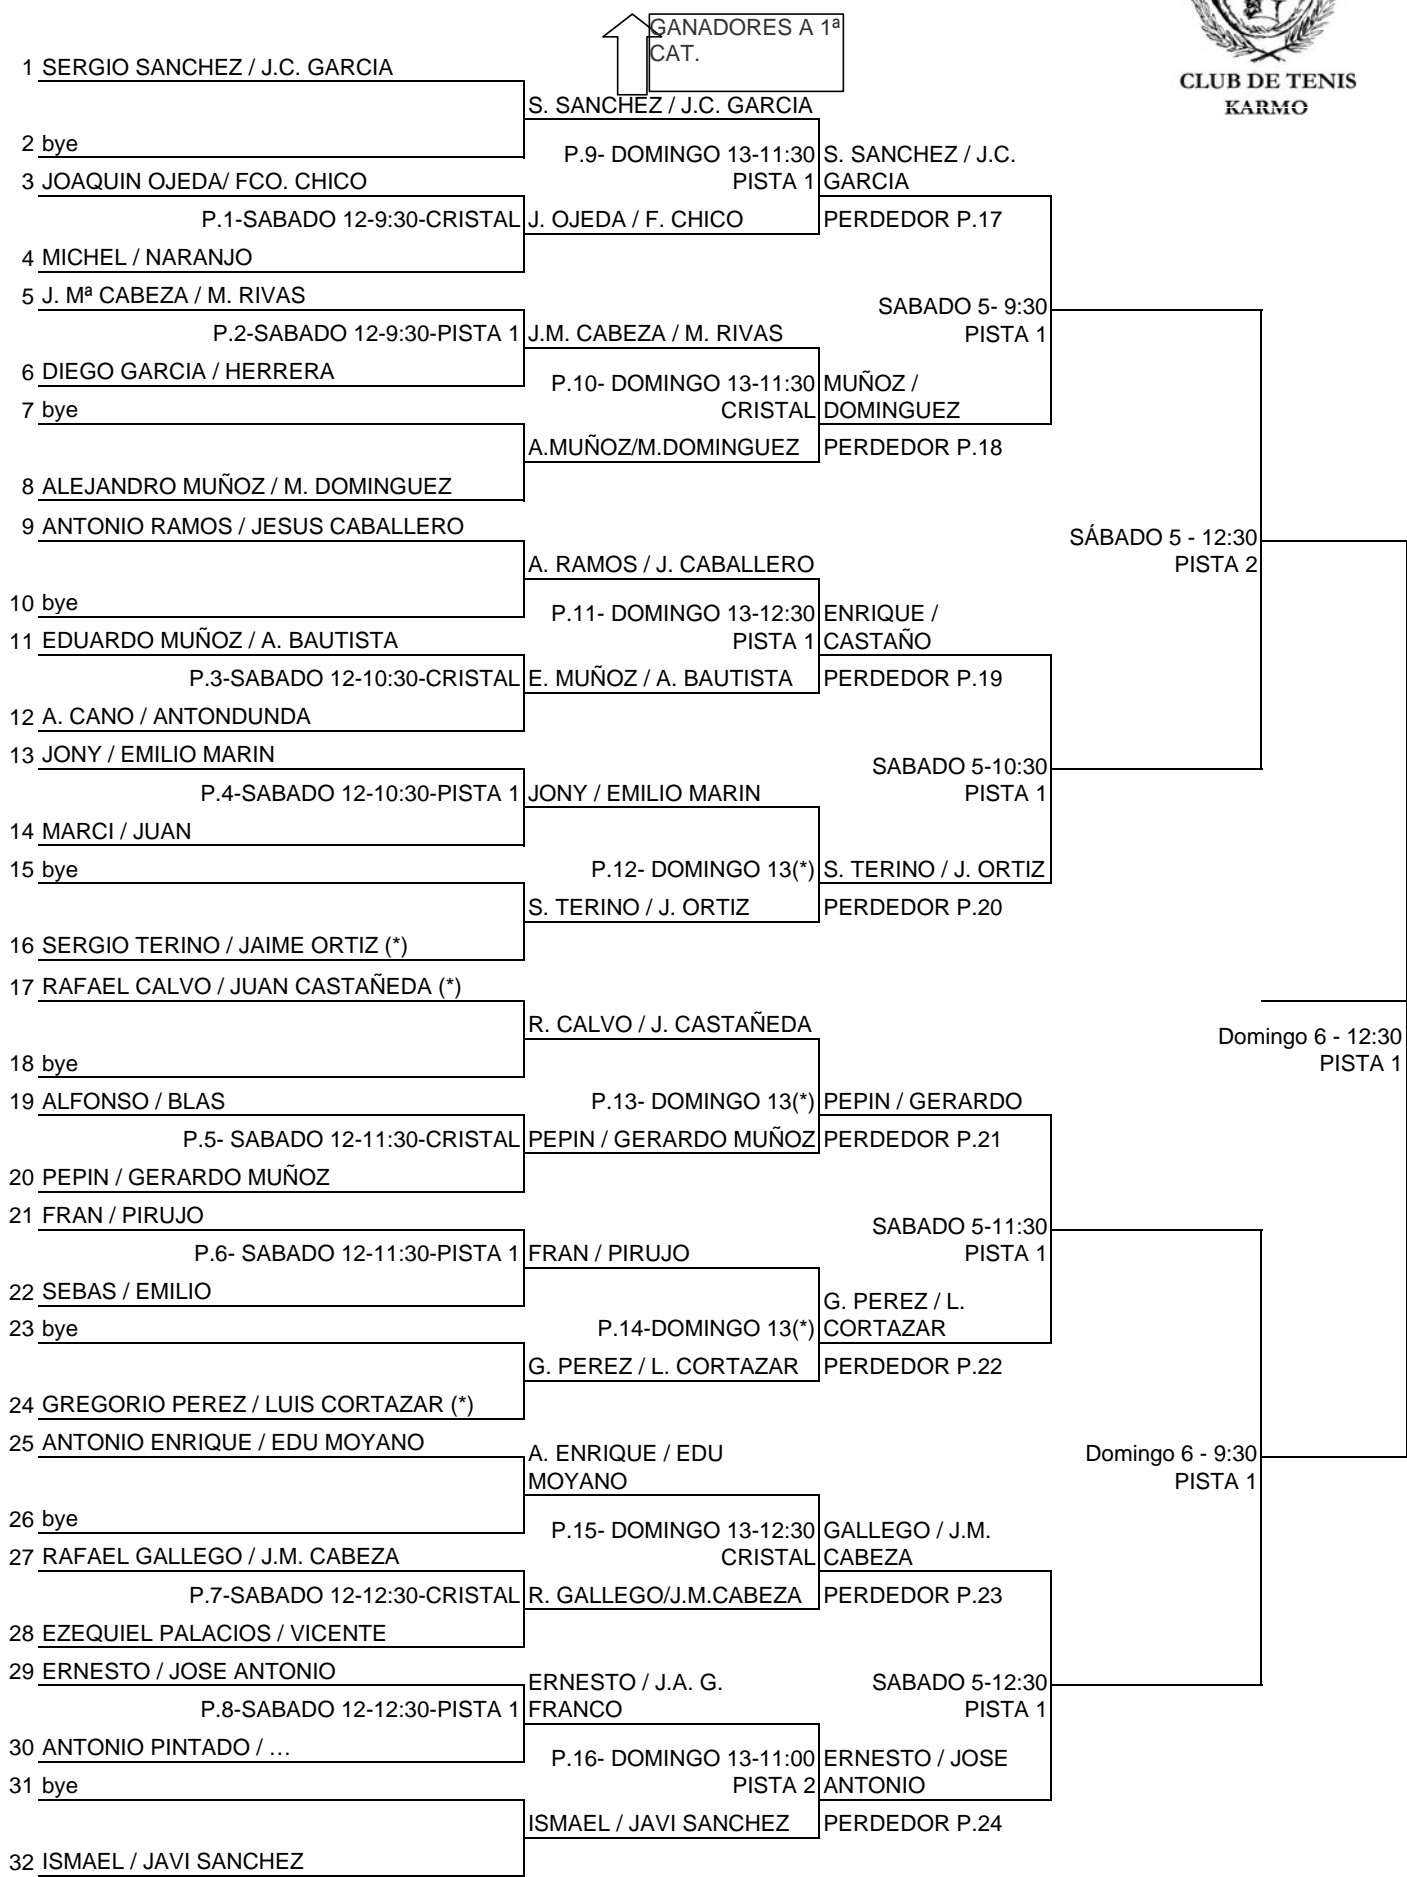 GANADORES A 1ª
CAT.
CLUB DE TENIS
KARMO
1 SERGIO SANCHEZ / J.C. GARCIA
S. SANCHEZ / J.C. GARCIA
2 bye
P.9- DOMINGO 13-11:30
PISTA 1
S. SANCHEZ / J.C.
GARCIA
3 JOAQUIN OJEDA/ FCO. CHICO
P.1-SABADO 12-9:30-CRISTAL
J. OJEDA / F. CHICO
PERDEDOR P.17
4 MICHEL / NARANJO
5 J. Mª CABEZA / M. RIVAS
SABADO 5- 9:30
PISTA 1
P.2-SABADO 12-9:30-PISTA 1
J.M. CABEZA / M. RIVAS
6 DIEGO GARCIA / HERRERA
P.10- DOMINGO 13-11:30
CRISTAL
MUÑOZ /
DOMINGUEZ
7 bye
A.MUÑOZ/M.DOMINGUEZ
PERDEDOR P.18
8 ALEJANDRO MUÑOZ / M. DOMINGUEZ
9 ANTONIO RAMOS / JESUS CABALLERO
SÁBADO 5 - 12:30
PISTA 2
A. RAMOS / J. CABALLERO
10 bye
P.11- DOMINGO 13-12:30
PISTA 1
ENRIQUE /
CASTAÑO
11 EDUARDO MUÑOZ / A. BAUTISTA
P.3-SABADO 12-10:30-CRISTAL
E. MUÑOZ / A. BAUTISTA
PERDEDOR P.19
12 A. CANO / ANTONDUNDA
13 JONY / EMILIO MARIN
SABADO 5-10:30
PISTA 1
P.4-SABADO 12-10:30-PISTA 1
JONY / EMILIO MARIN
14 MARCI / JUAN
15 bye
P.12- DOMINGO 13(*)
S. TERINO / J. ORTIZ
S. TERINO / J. ORTIZ
PERDEDOR P.20
16 SERGIO TERINO / JAIME ORTIZ (*)
17 RAFAEL CALVO / JUAN CASTAÑEDA (*)
R. CALVO / J. CASTAÑEDA
Domingo 6 - 12:30
PISTA 1
18 bye
19 ALFONSO / BLAS
P.13- DOMINGO 13(*)
PEPIN / GERARDO
P.5- SABADO 12-11:30-CRISTAL
PEPIN / GERARDO MUÑOZ
PERDEDOR P.21
20 PEPIN / GERARDO MUÑOZ
21 FRAN / PIRUJO
SABADO 5-11:30
PISTA 1
P.6- SABADO 12-11:30-PISTA 1
FRAN / PIRUJO
22 SEBAS / EMILIO
23 bye
P.14-DOMINGO 13(*)
G. PEREZ / L.
CORTAZAR
G. PEREZ / L. CORTAZAR
PERDEDOR P.22
24 GREGORIO PEREZ / LUIS CORTAZAR (*)
25 ANTONIO ENRIQUE / EDU MOYANO
A. ENRIQUE / EDU
MOYANO
Domingo 6 - 9:30
PISTA 1
26 bye
P.15- DOMINGO 13-12:30
CRISTAL
GALLEGO / J.M.
CABEZA
27 RAFAEL GALLEGO / J.M. CABEZA
P.7-SABADO 12-12:30-CRISTAL
R. GALLEGO/J.M.CABEZA
PERDEDOR P.23
28 EZEQUIEL PALACIOS / VICENTE
29 ERNESTO / JOSE ANTONIO
ERNESTO / J.A. G.
FRANCO
SABADO 5-12:30
PISTA 1
P.8-SABADO 12-12:30-PISTA 1
30 ANTONIO PINTADO / …
P.16- DOMINGO 13-11:00
PISTA 2
ERNESTO / JOSE
ANTONIO
31 bye
ISMAEL / JAVI SANCHEZ
PERDEDOR P.24
32 ISMAEL / JAVI SANCHEZ